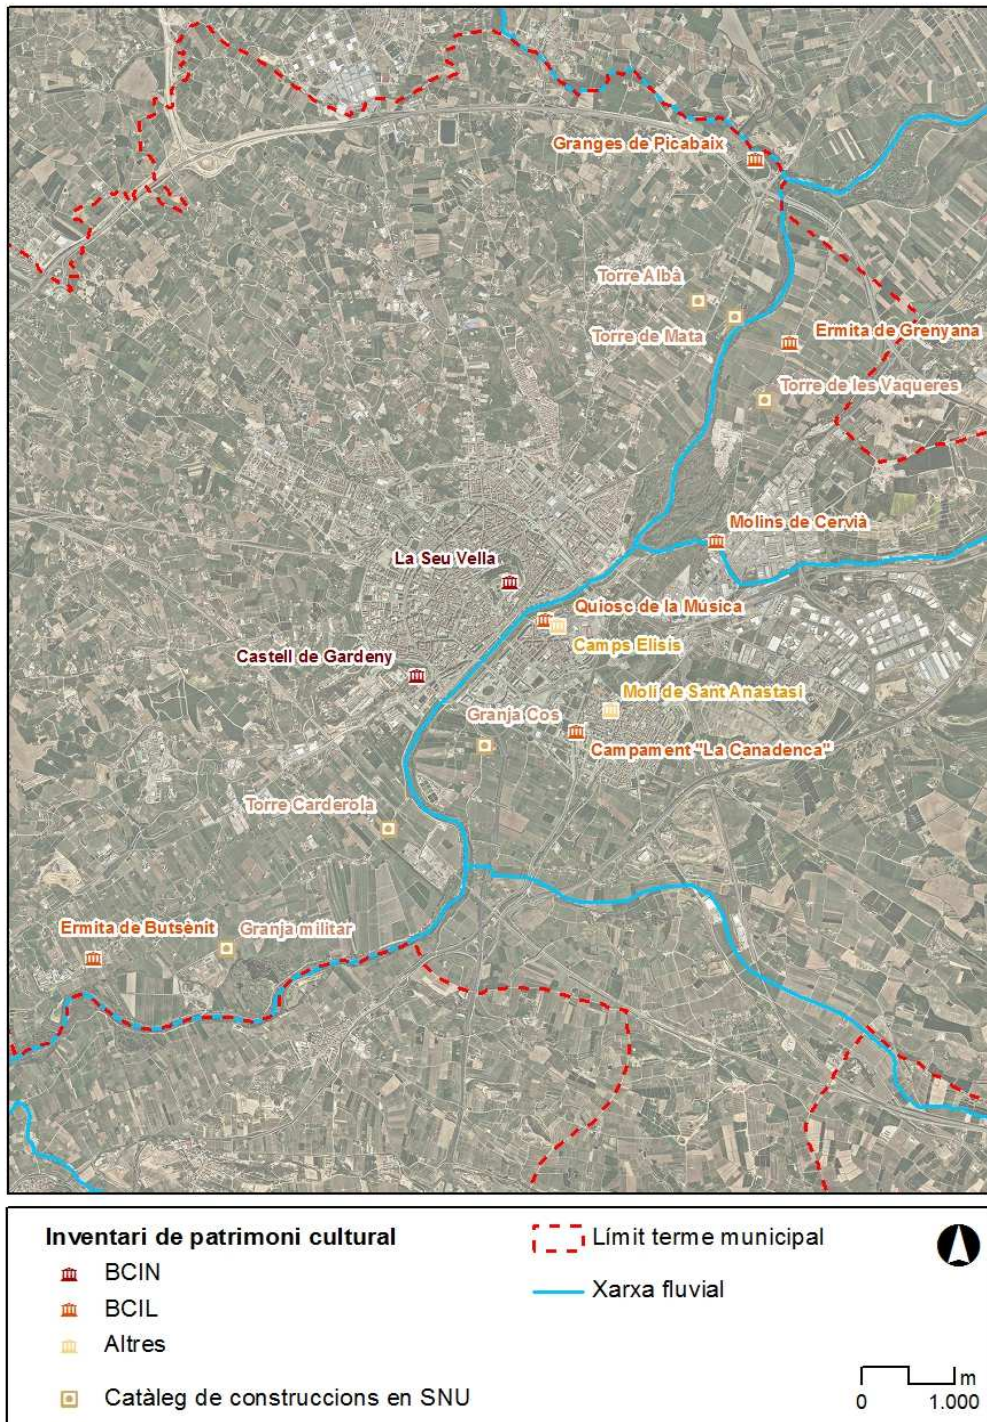 Granges de Picabaix
Torre Albà
Torre de Mata
Ermita de Grenyana
Torre de les Vaqueres
Molins de Cervià
La Seu Vella
Quiosc de la Música
Camps Elisis
Castell de Gardeny
Molí de Sant Anastasi
Granja Cos
Campament "La Canadenca"
Torre Carderola
Ermita de Butsènit
Granja militar
Inventari de patrimoni cultural
BCIN
BCIL
Altres
Catàleg de construccions en SNU
Límit terme municipal
Xarxa fluvial
m
0 1.000